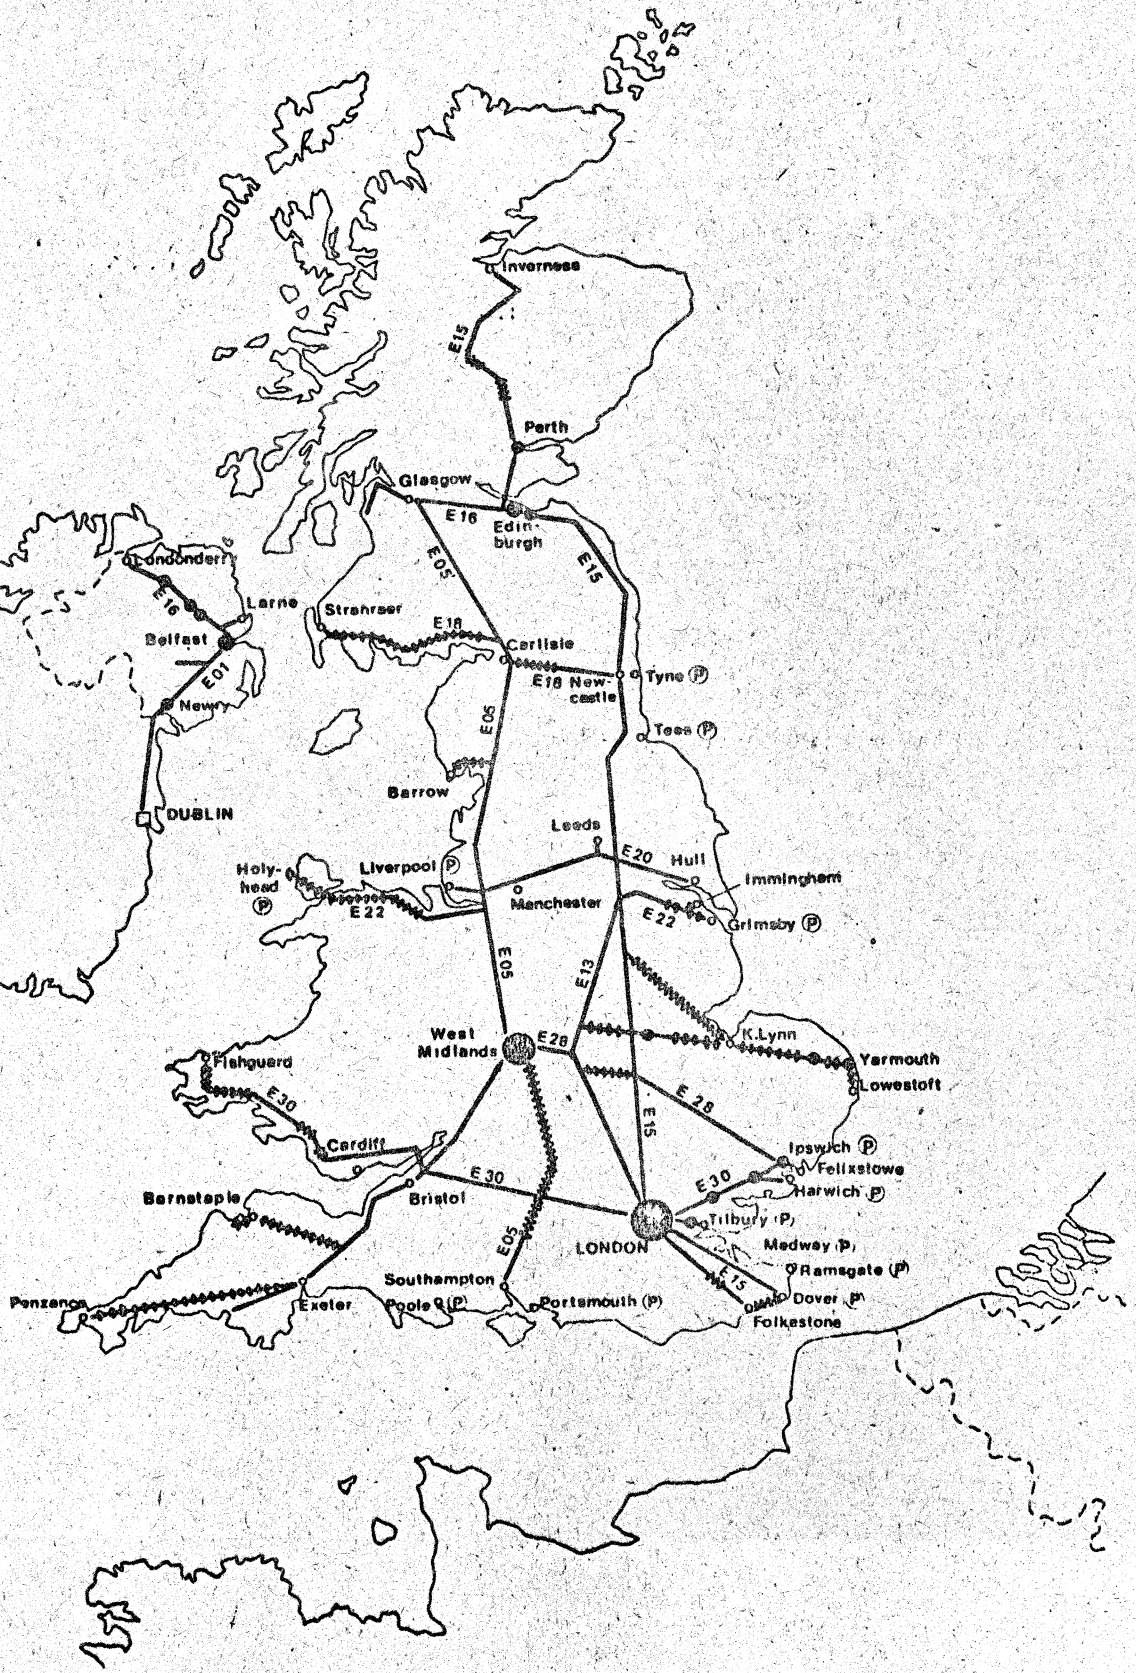 Inverness
E15
Perth
Glasgow
E16
Edin-
burgh
E05
E15
Londonderry
E16
Larne
Belfast
E01
Newry
DUBLIN
Stranraer
E18
Carlisle
E18
New-
castle
Tyne (P)
Tees (P)
E05
Barrow
Leeds
E20
Hull
Immingham
Holy-
head
(P)
Liverpool (P)
E22
Manchester
E22
Grimsby (P)
E05
E13
West
Midlands
E28
K.Lynn
Yarmouth
Lowestoft
Fishguard
E30
E28
E15
Cardiff
Ipswich (P)
Felixstowe
E30
Harwich (P)
Barnstaple
Bristol
E30
Tilbury (P)
LONDON
E05
Medway (P)
E15
Ramsgate (P)
Penzance
Exeter
Southampton
Poole (P)
Portsmouth (P)
Dover (P)
Folkestone